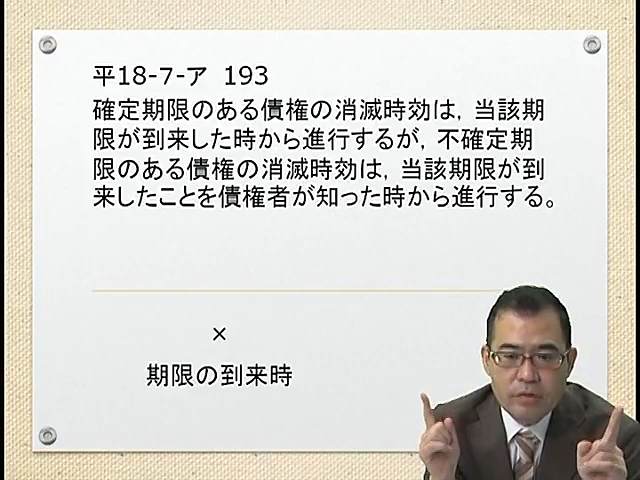 平18-7-ア 193
確定期限のある債権の消滅時効は，当該期
限が到来した時から進行するが，不確定期
限のある債権の消滅時効は，当該期限が到
来したことを債権者が知った時から進行する。
×
期限の到来時